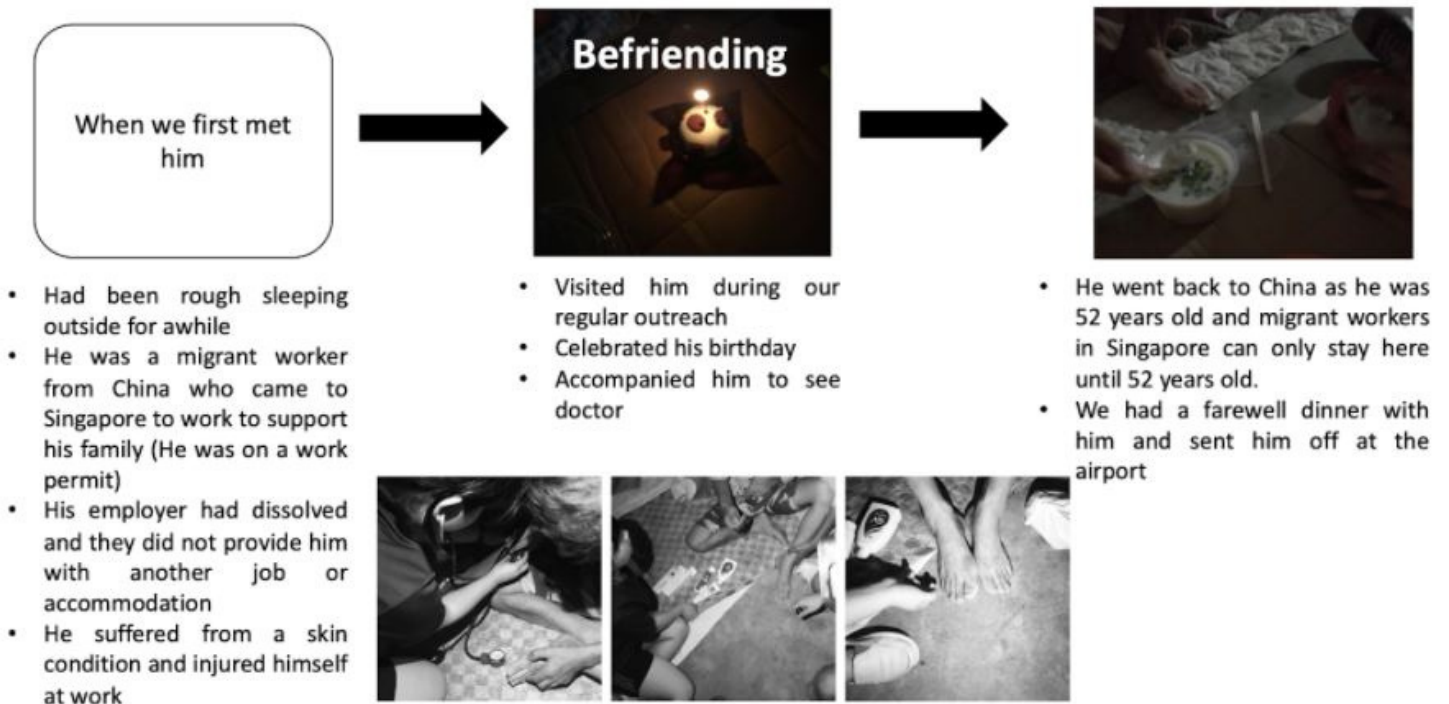 When we first met
him
• Had been rough sleeping
outside for awhile
• He was a migrant worker
from China who came to
Singapore to work to support
his family (He was on a work
permit)
• His employer had dissolved
and they did not provide him
with another job or
accommodation
• He suffered from a skin
condition and injured himself
at work
Befriending
• Visited him during our
regular outreach
• Celebrated his birthday
• Accompanied him to see
doctor
• He went back to China as he was
52 years old and migrant workers
in Singapore can only stay here
until 52 years old.
• We had a farewell dinner with
him and sent him off at the
airport